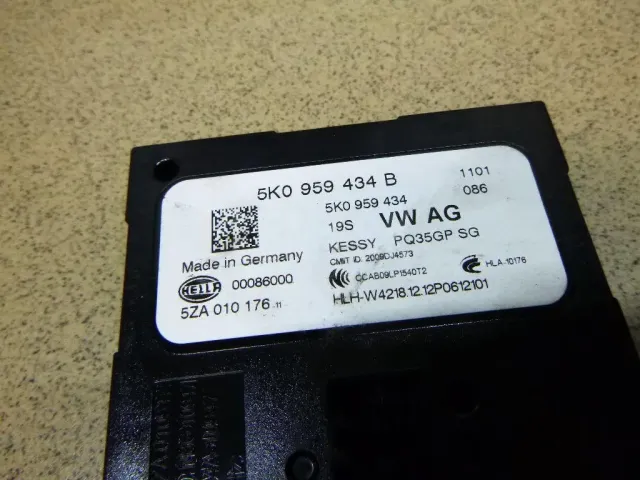 5K0 959 434 B
1101
5K0 959 434
086
19S VW AG
KESSY PQ35GP SG
Made in Germany
CMIIT ID: 2009DJ4573
HELLA 00086000
CCAB09LP1540T2
HLA-10176
5ZA 010 176 -11
HLH-W4218.12.12P0612101